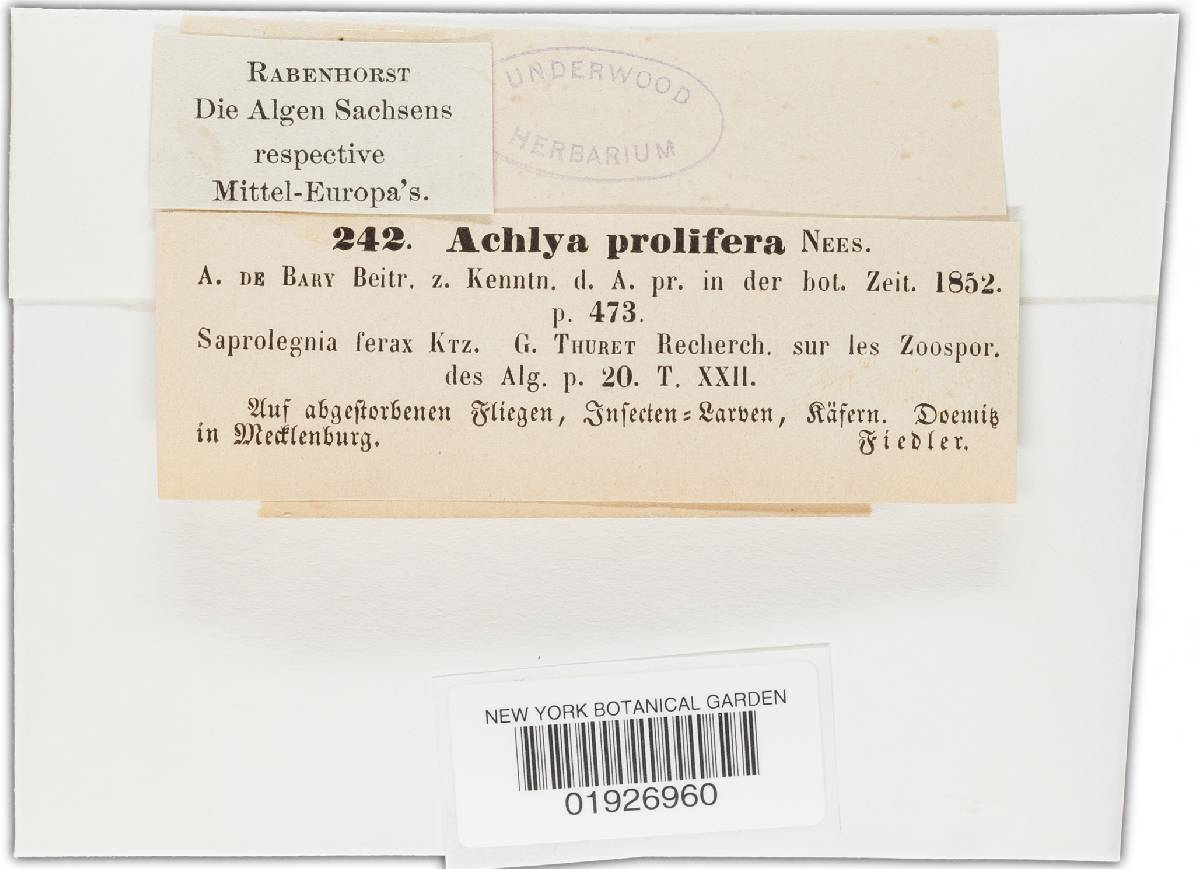 RABENHORST
Die Algen Sachsens
respective
Mittel-Europa's.
UNDERWOOD
HERBARIUM
242. Achlya prolifera NEES.
A. DE BARY Beitr. z. Kenntn. d. A. pr. in der bot. Zeit. 1852.
p. 473.
Saprolegnia ferax KTZ. G. THURET Recherch. sur les Zoospor.
des Alg. p. 20. T. XXII.
Auf abgestorbenen Fliegen, Insecten-Larven, Käfern. Doemitz
in Mecklenburg. Fiedler.
NEW YORK BOTANICAL GARDEN
01926960